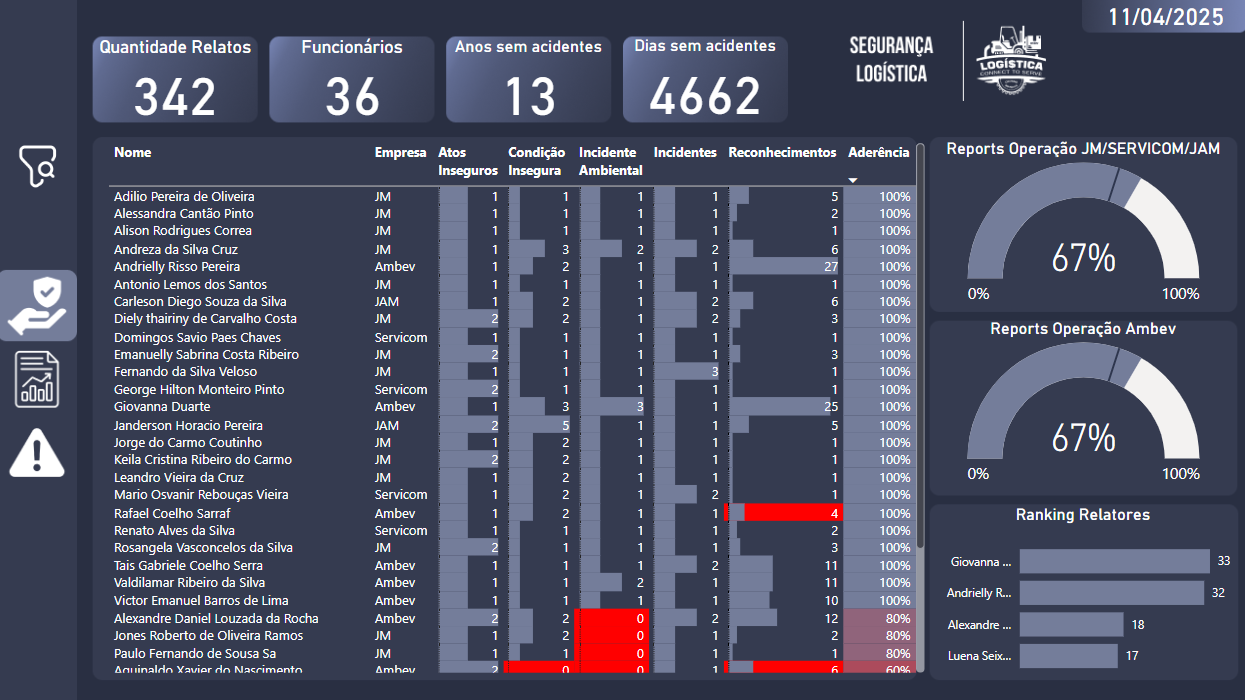 11/04/2025
Quantidade Relatos
342
Funcionários
36
Anos sem acidentes
13
Dias sem acidentes
4662
SEGURANÇA
LOGÍSTICA
LOGÍSTICA
CONNECT TO SERVE
Nome Empresa Atos Inseguros Condição Insegura Incidente Ambiental Incidentes Reconhecimentos Aderência
Adilio Pereira de Oliveira JM 1 1 1 1 5 100%
Alessandra Cantão Pinto JM 1 1 1 1 2 100%
Alison Rodrigues Correa JM 1 1 1 1 1 100%
Andreza da Silva Cruz JM 1 3 2 2 6 100%
Andrielly Risso Pereira Ambev 1 2 1 1 27 100%
Antonio Lemos dos Santos JM 1 1 1 1 1 100%
Carleson Diego Souza da Silva JAM 1 2 1 2 6 100%
Diely thairiny de Carvalho Costa JM 2 2 1 2 3 100%
Domingos Savio Paes Chaves Servicom 1 1 1 1 1 100%
Emanuelly Sabrina Costa Ribeiro JM 2 1 1 1 3 100%
Fernando da Silva Veloso JM 1 1 1 3 1 100%
George Hilton Monteiro Pinto Servicom 2 1 1 1 1 100%
Giovanna Duarte Ambev 1 3 3 1 25 100%
Janderson Horacio Pereira JAM 2 5 1 1 5 100%
Jorge do Carmo Coutinho JM 1 2 1 1 1 100%
Keila Cristina Ribeiro do Carmo JM 2 2 1 1 1 100%
Leandro Vieira da Cruz JM 1 2 1 1 1 100%
Mario Osvanir Rebouças Vieira Servicom 1 2 1 2 1 100%
Rafael Coelho Sarraf Ambev 1 2 1 1 4 100%
Renato Alves da Silva Servicom 1 1 1 1 2 100%
Rosangela Vasconcelos da Silva JM 2 1 1 1 3 100%
Tais Gabriele Coelho Serra Ambev 1 1 1 2 11 100%
Valdilamar Ribeiro da Silva Ambev 1 1 2 1 11 100%
Victor Emanuel Barros de Lima Ambev 1 1 1 1 10 100%
Alexandre Daniel Louzada da Rocha Ambev 2 2 0 2 12 80%
Jones Roberto de Oliveira Ramos JM 1 2 0 1 2 80%
Paulo Fernando de Sousa Sa JM 1 1 0 1 1 80%
Aguinaldo Xavier do Nascimento Ambev 2 0 0 1 6 60%
Reports Operação JM/SERVICOM/JAM
67%
0% 100%
Reports Operação Ambev
67%
0% 100%
Ranking Relatores
Giovanna ... 33
Andrielly R... 32
Alexandre ... 18
Luena Seix... 17